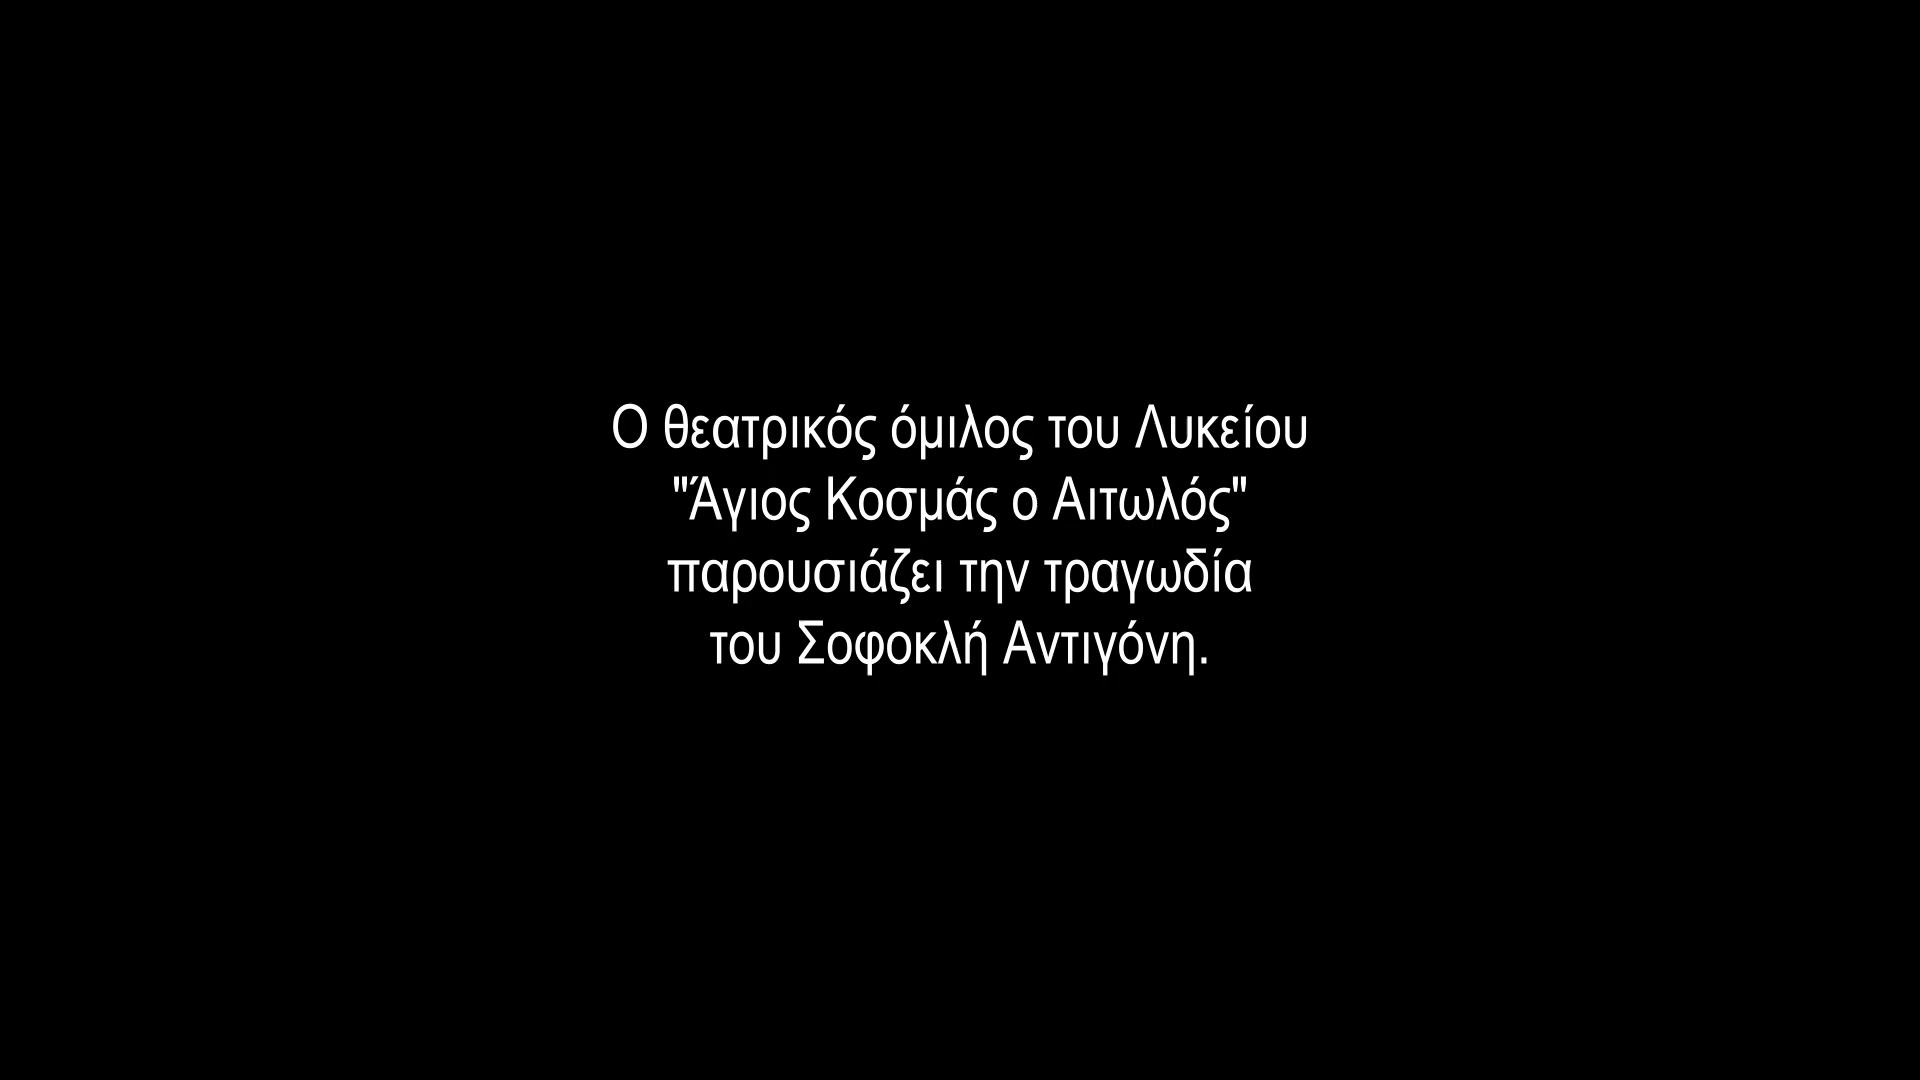 Ο θεατρικός όμιλος του Λυκείου
"Άγιος Κοσμάς ο Αιτωλός"
παρουσιάζει την τραγωδία
του Σοφοκλή Αντιγόνη.